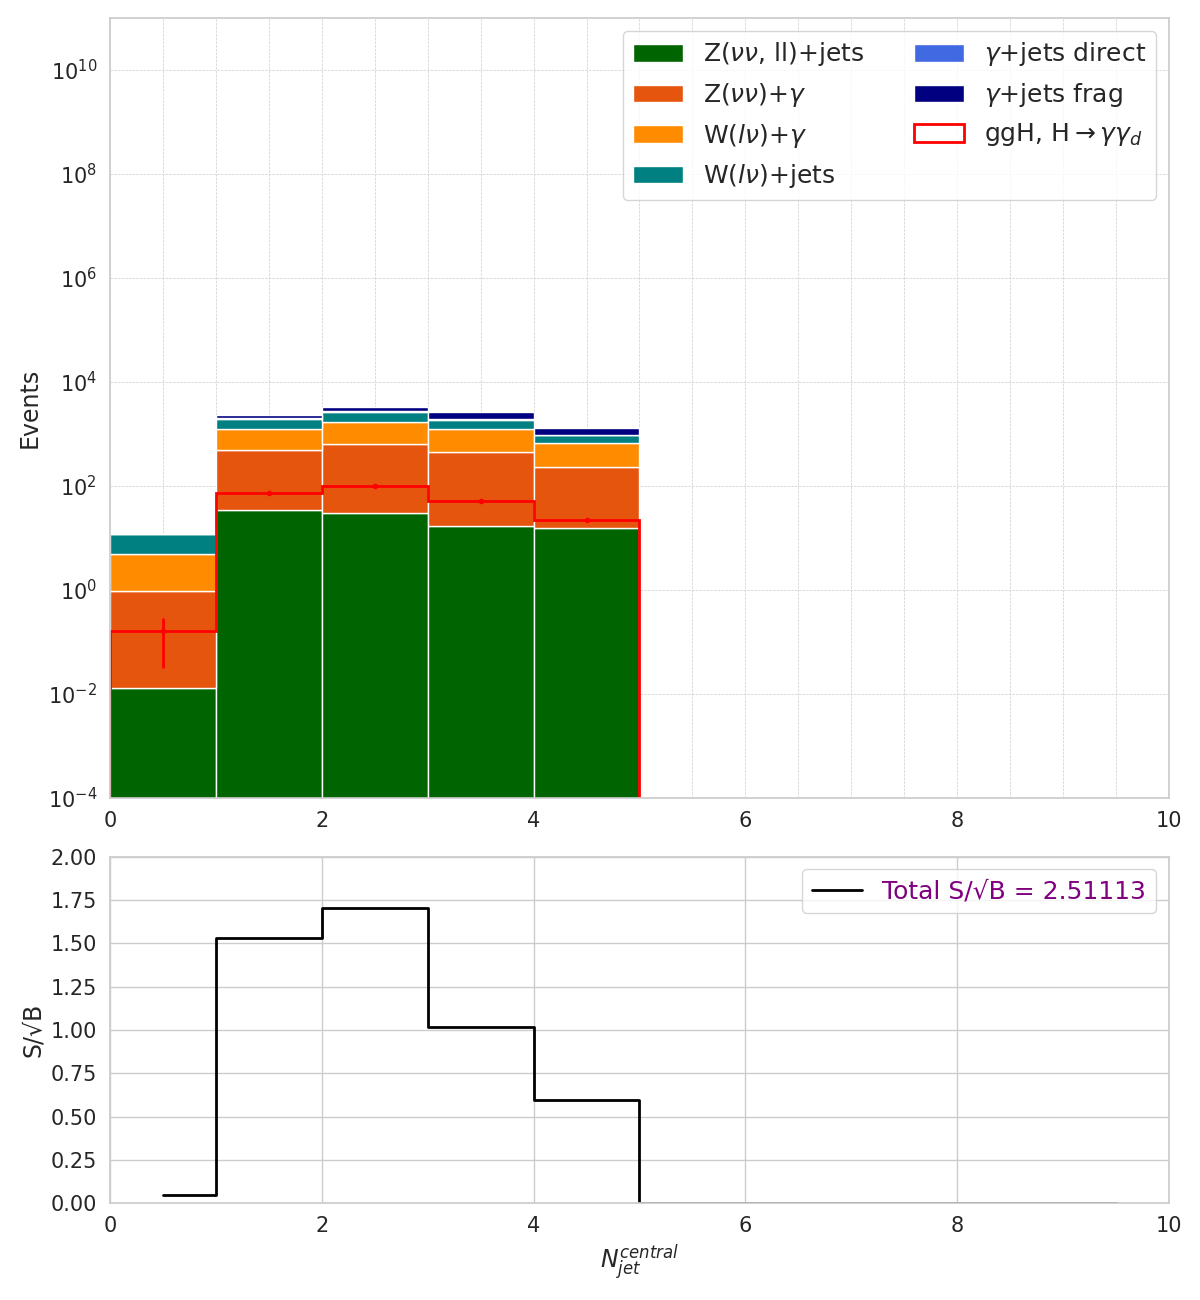 Z(νν, ll)+jets
Z(νν)+γ
W(lν)+γ
W(lν)+jets
γ+jets direct
γ+jets frag
ggH, H→γγ_d
Events
10^10
10^8
10^6
10^4
10^2
10^0
10^−2
10^−4
0 2 4 6 8 10
Total S/√B = 2.51113
S/√B
2.00
1.75
1.50
1.25
1.00
0.75
0.50
0.25
0.00
0 2 4 6 8 10
N_jet^central